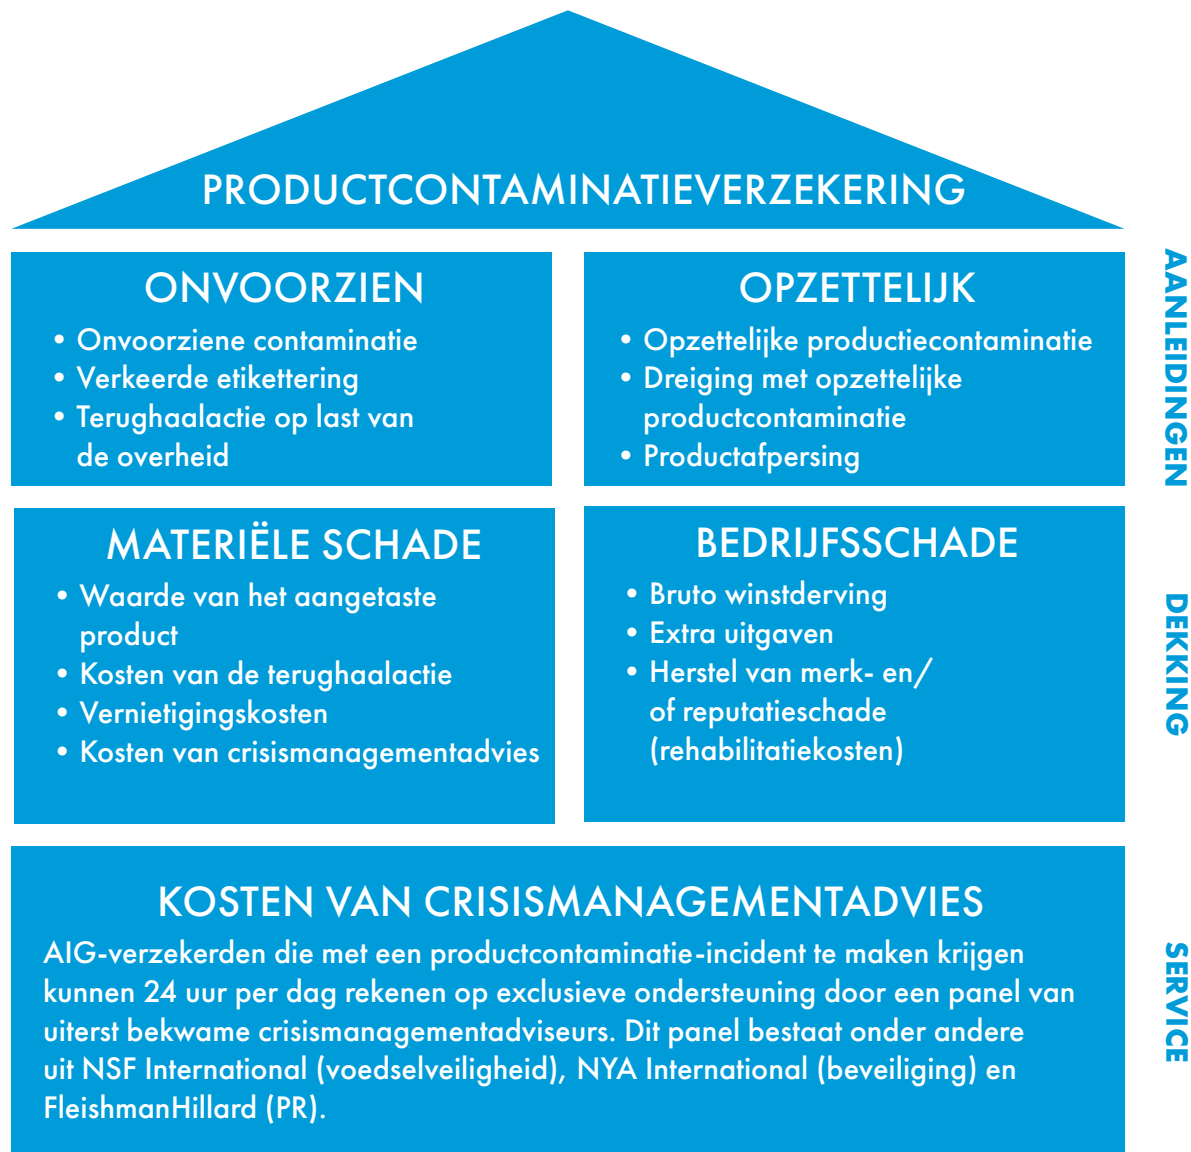 PRODUCTCONTAMINATIEVERZEKERING
ONVOORZIEN
• Onvoorziene contaminatie
• Verkeerde etikettering
• Terughaalactie op last van
de overheid
OPZETTELIJK
• Opzettelijke productiecontaminatie
• Dreiging met opzettelijke
productcontaminatie
• Productafpersing
AANLEIDINGEN
MATERIËLE SCHADE
• Waarde van het aangetaste
product
• Kosten van de terughaalactie
• Vernietigingskosten
• Kosten van crisismanagementadvies
BEDRIJFSSCHADE
• Bruto winstderving
• Extra uitgaven
• Herstel van merk- en/
of reputatieschade
(rehabilitatiekosten)
DEKKING
KOSTEN VAN CRISISMANAGEMENTADVIES
AIG-verzekerden die met een productcontaminatie-incident te maken krijgen
kunnen 24 uur per dag rekenen op exclusieve ondersteuning door een panel van
uiterst bekwame crisismanagementadviseurs. Dit panel bestaat onder andere
uit NSF International (voedselveiligheid), NYA International (beveiliging) en
FleishmanHillard (PR).
SERVICE